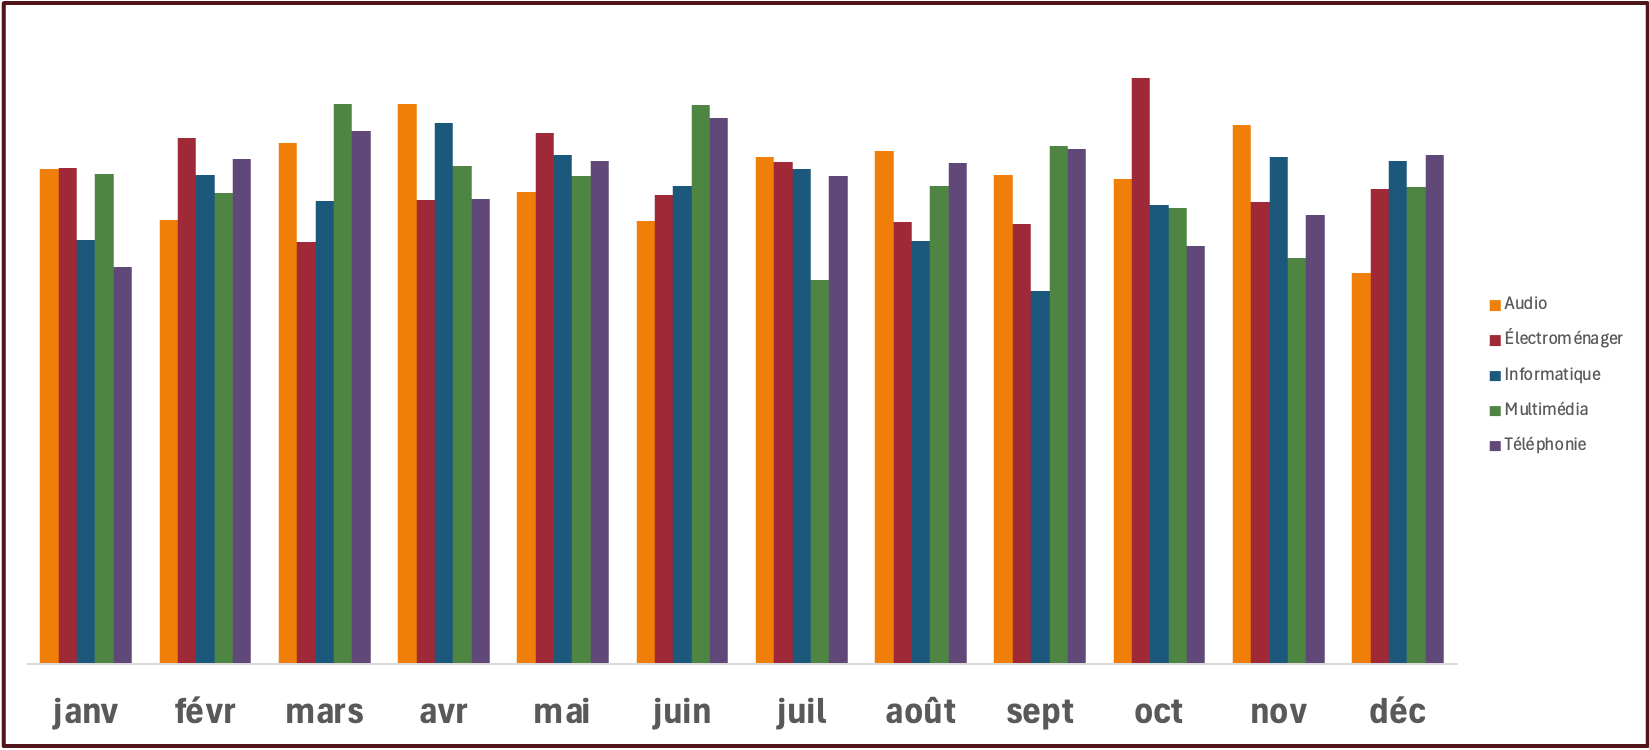 janv févr mars avr mai juin juil août sept oct nov déc
Audio
Électroménager
Informatique
Multimédia
Téléphonie